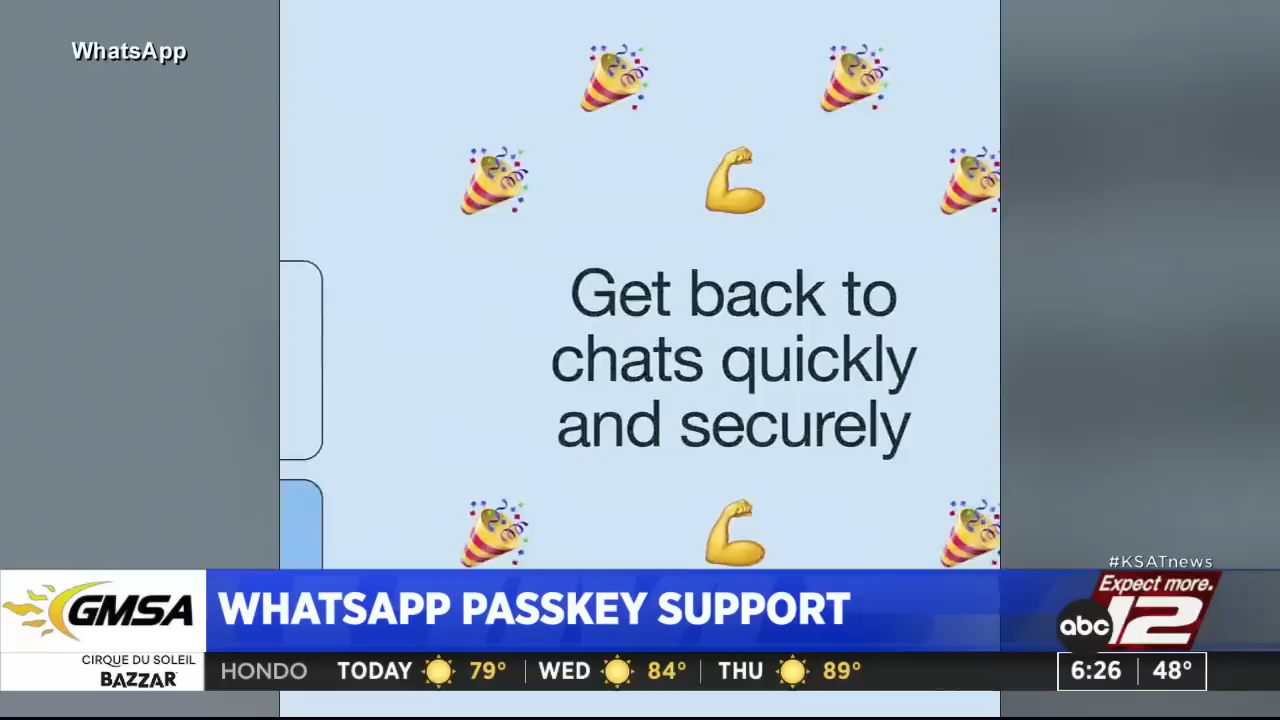 WhatsApp
Get back to
chats quickly
and securely
#KSATnews
Expect more.
abc 12
GMSA
WHATSAPP PASSKEY SUPPORT
CIRQUE DU SOLEIL
BAZZAR
HONDO TODAY 79° WED 84° THU 89°
6:26 48°